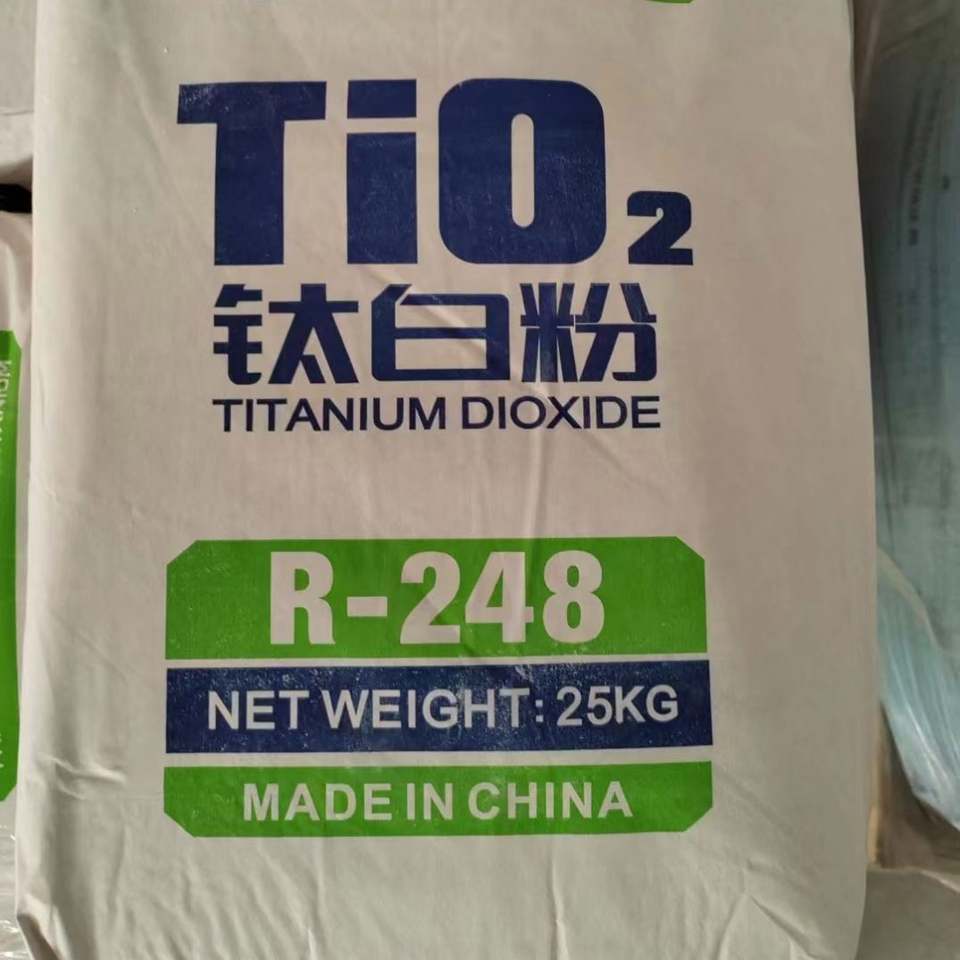 TiO₂
钛白粉
TITANIUM DIOXIDE
R-248
NET WEIGHT: 25KG
MADE IN CHINA